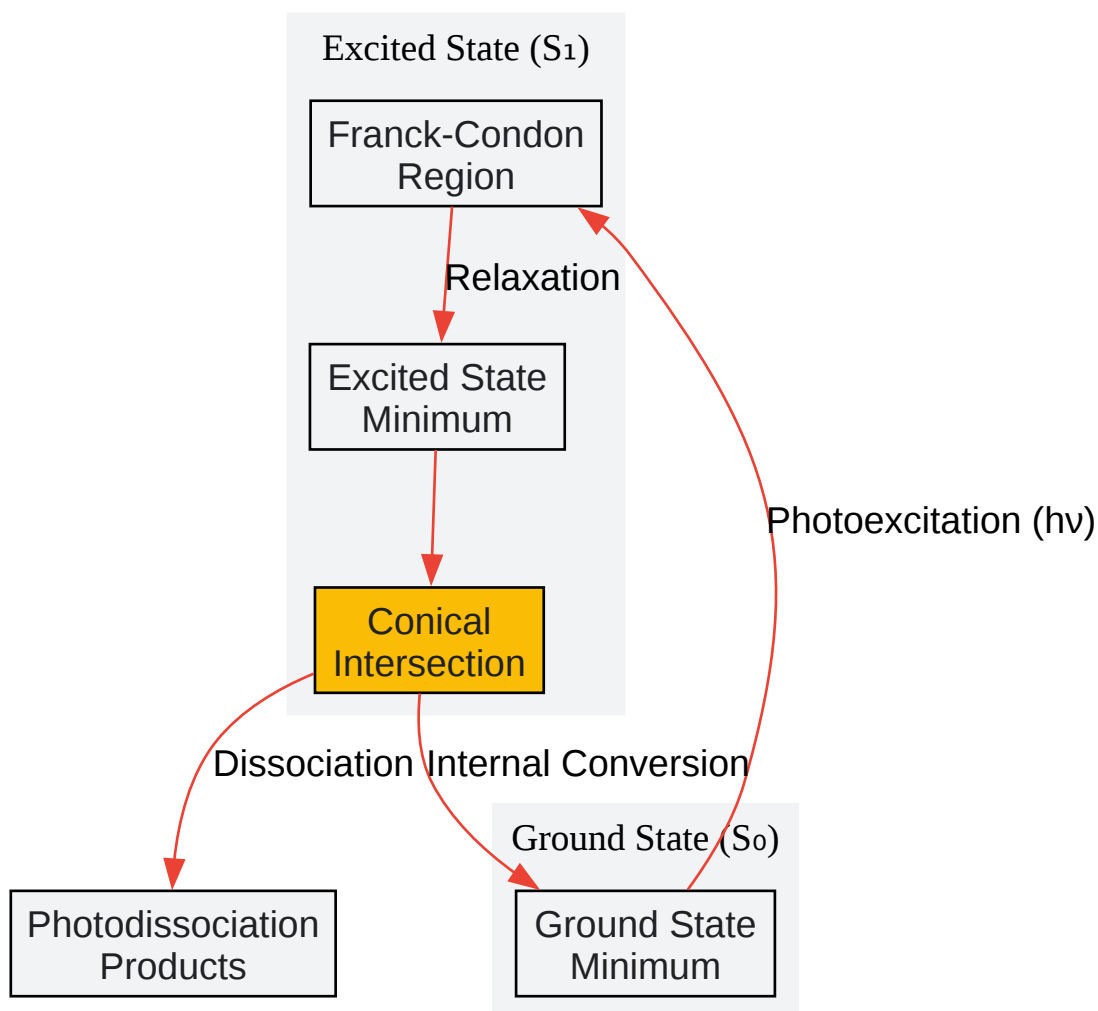 Excited State (S₁)
Franck-Condon
Region
Relaxation
Excited State
Minimum
Photoexcitation (hν)
Conical
Intersection
Dissociation
Internal Conversion
Ground State (S₀)
Photodissociation
Products
Ground State
Minimum